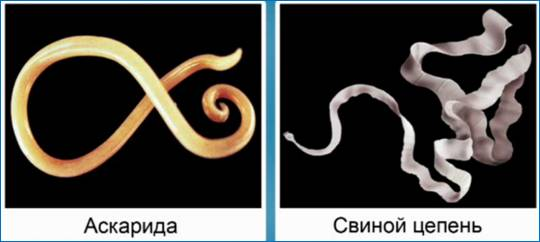 Аскарида
Свиной цепень